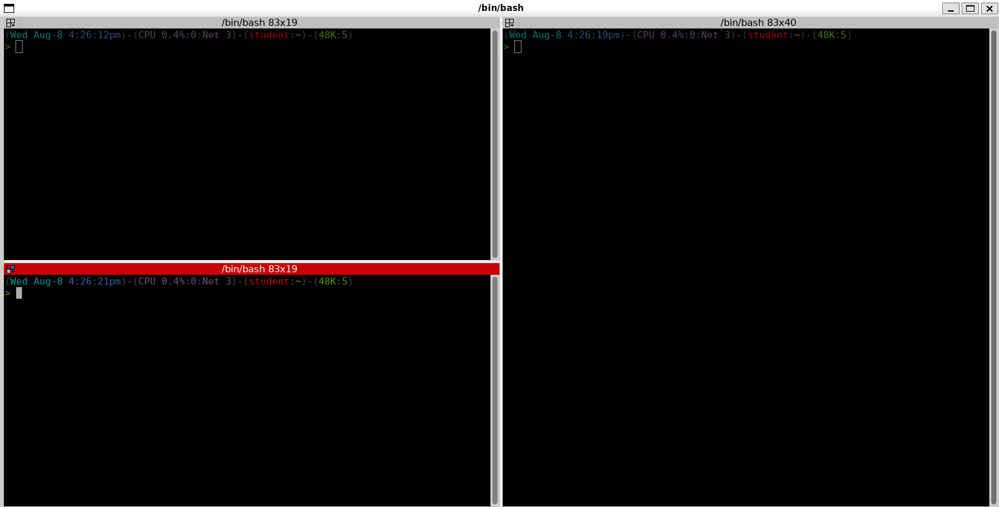 /bin/bash
/bin/bash 83x19
(Wed Aug-8 4:26:12pm)-(CPU 0.4%:0:Net 3)-(student:~)-(48K:5)
>
/bin/bash 83x19
(Wed Aug-8 4:26:21pm)-(CPU 0.4%:0:Net 3)-(student:~)-(48K:5)
>
/bin/bash 83x40
(Wed Aug-8 4:26:19pm)-(CPU 0.4%:0:Net 3)-(student:~)-(48K:5)
>